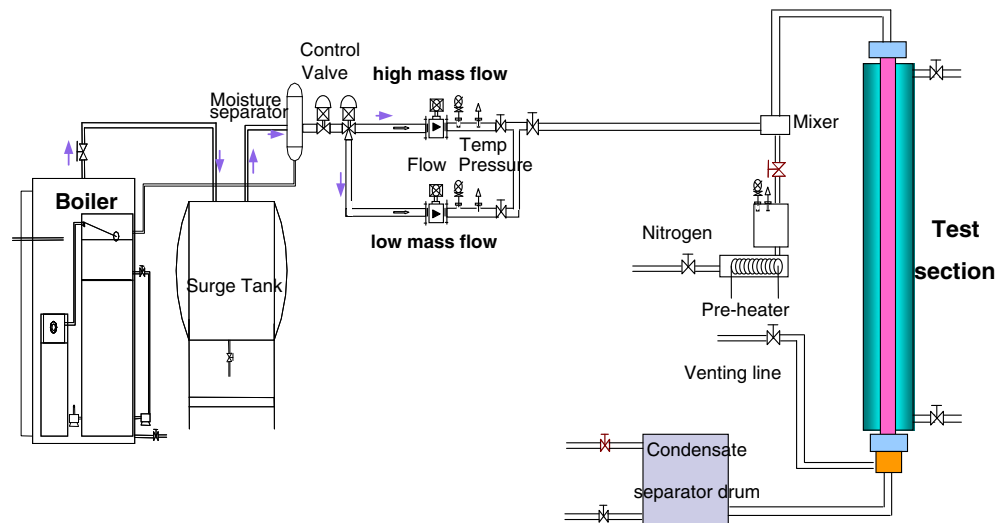 Control
Valve
high mass flow
Moisture
separator
Mixer
Temp
Flow Pressure
Boiler
low mass flow
Nitrogen
Test
section
Surge Tank
Pre-heater
Venting line
Condensate
separator drum